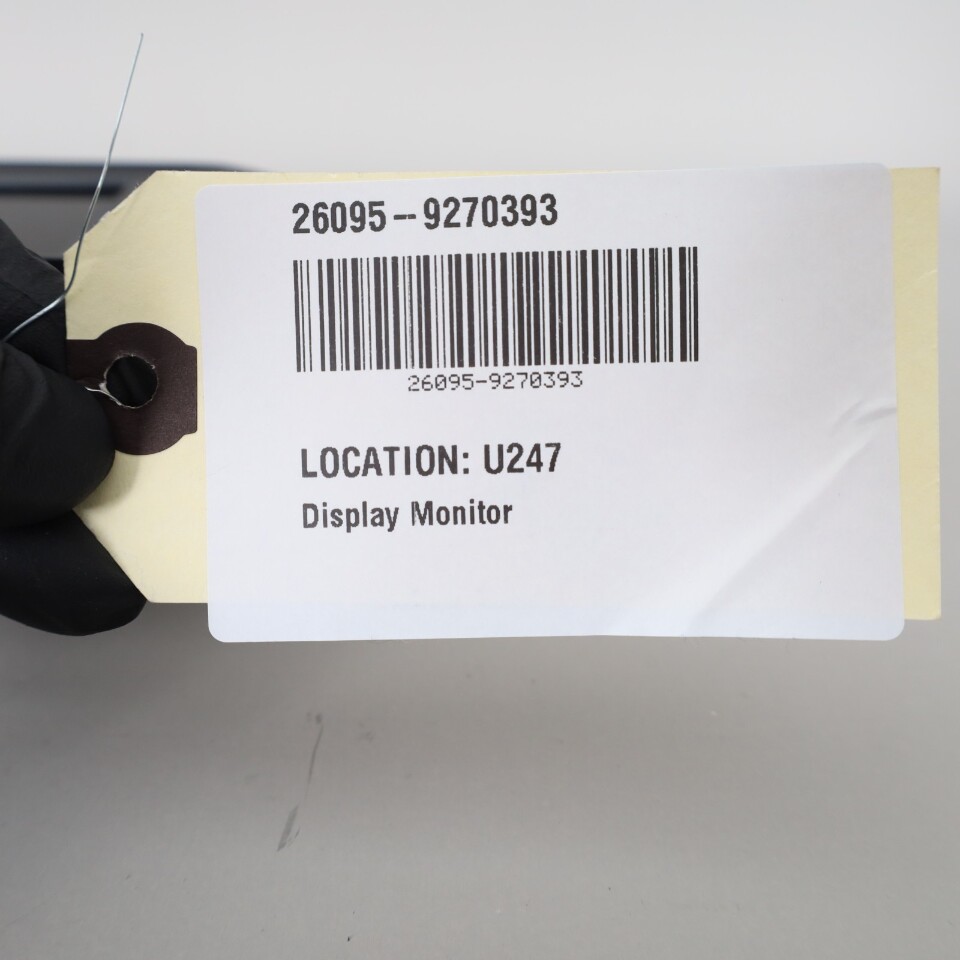 26095--9270393
26095-9270393
LOCATION: U247
Display Monitor